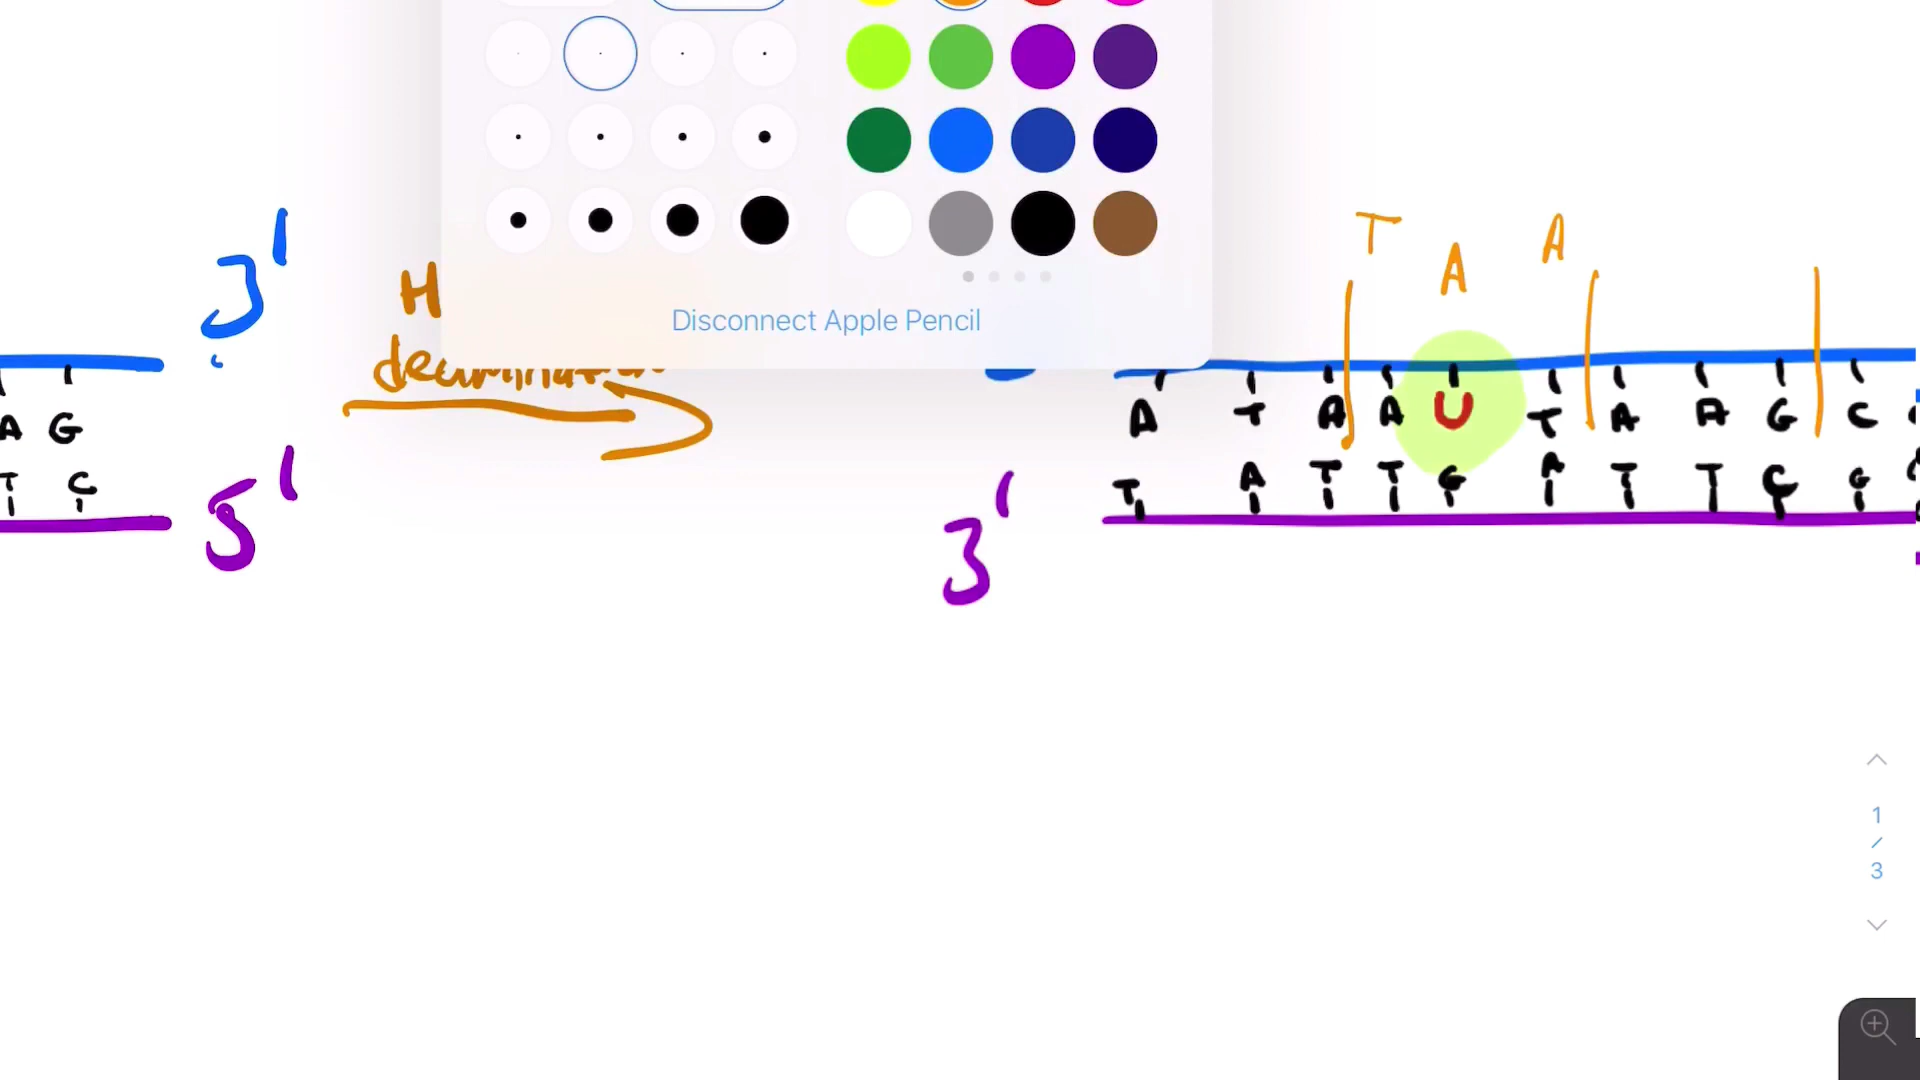 Disconnect Apple Pencil
3'
H
T A A
A G
A T A A U T A A G C
T C
T A T T G A T T C G
5'
3'
1
/
3